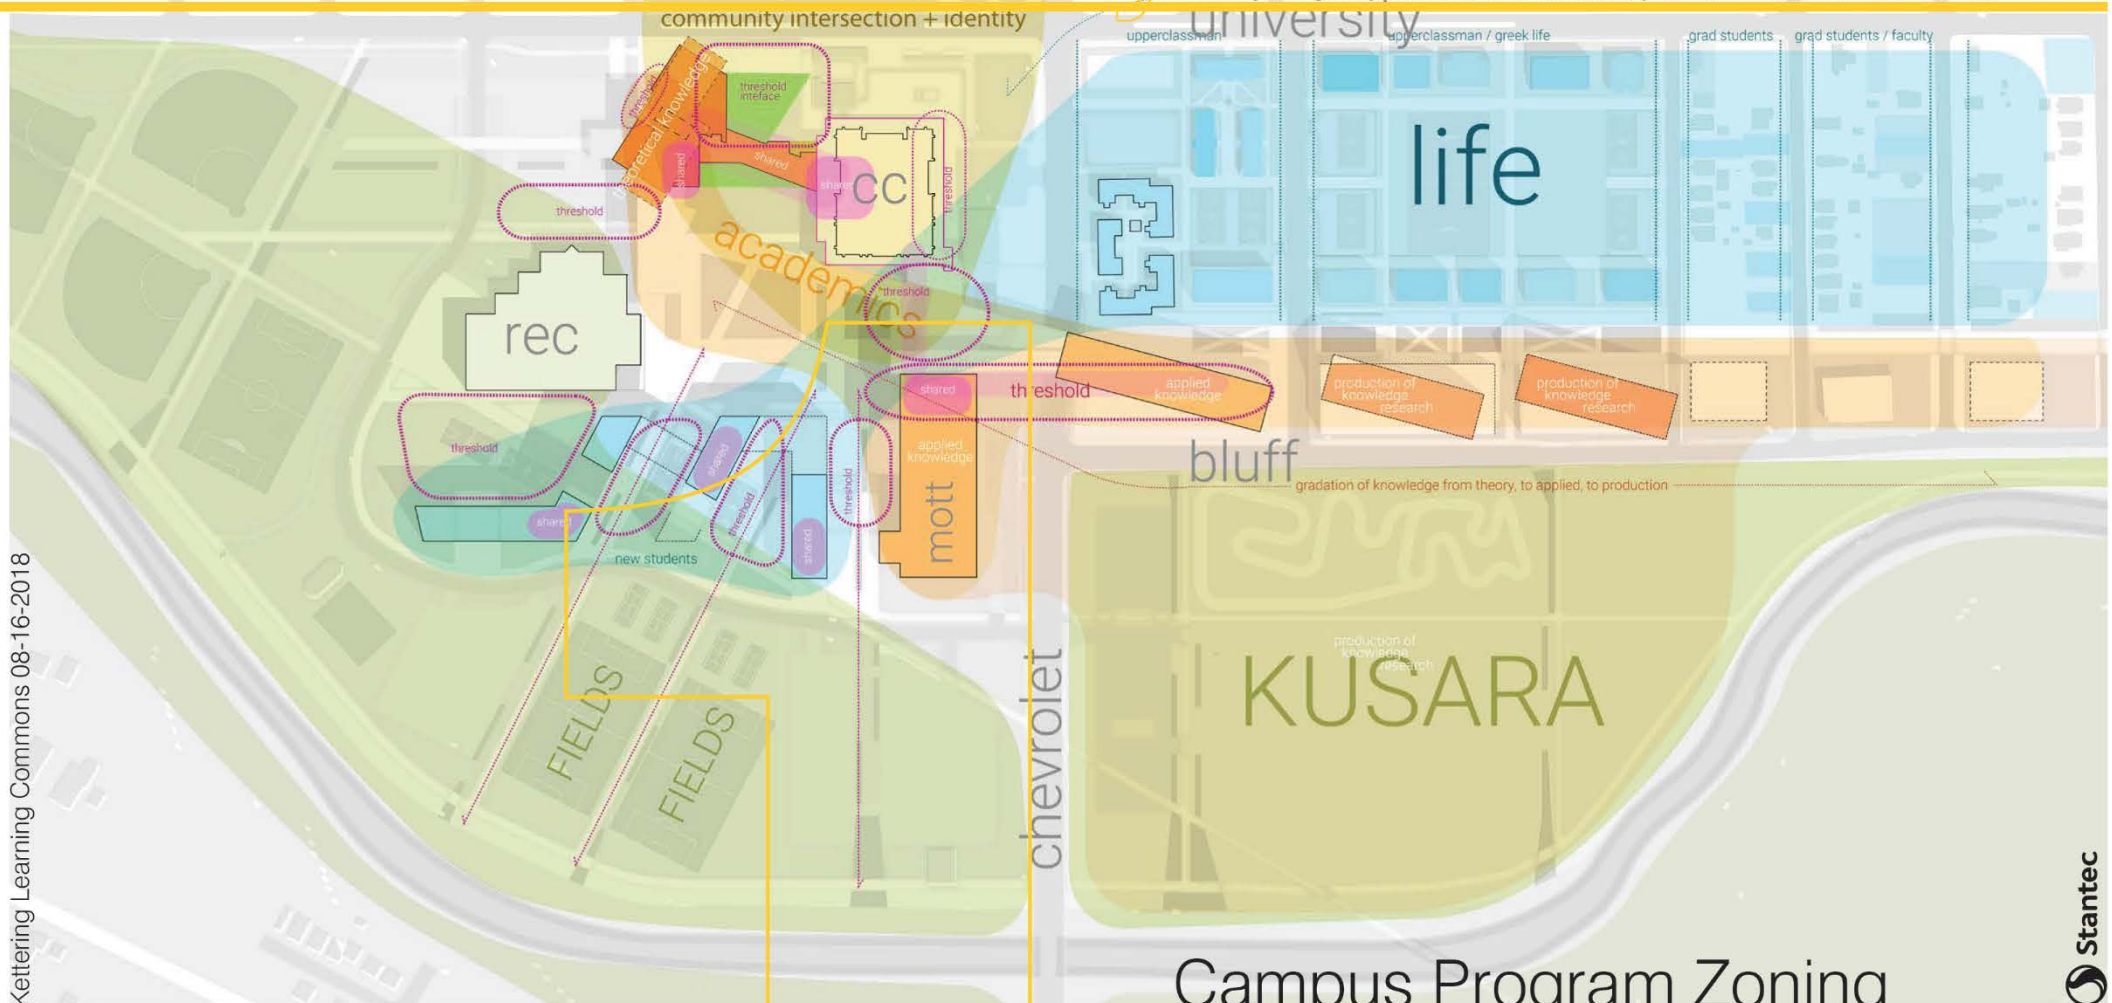 community intersection + identity
university
upperclassman
upperclassman / greek life
grad students
grad students / faculty
threshold
theoretical knowledge
threshold
inteface
shared
shared
shared
cc
threshold
life
threshold
academics
threshold
rec
shared
threshold
applied
knowledge
production of
knowledge
research
production of
knowledge
research
threshold
shared
threshold
threshold
applied
knowledge
mott
bluff
gradation of knowledge from theory, to applied, to production
shared
shared
new students
FIELDS
FIELDS
chevrolet
production of
knowledge
research
KUSARA
Kettering Learning Commons 08-16-2018
Stantec
Campus Program Zoning